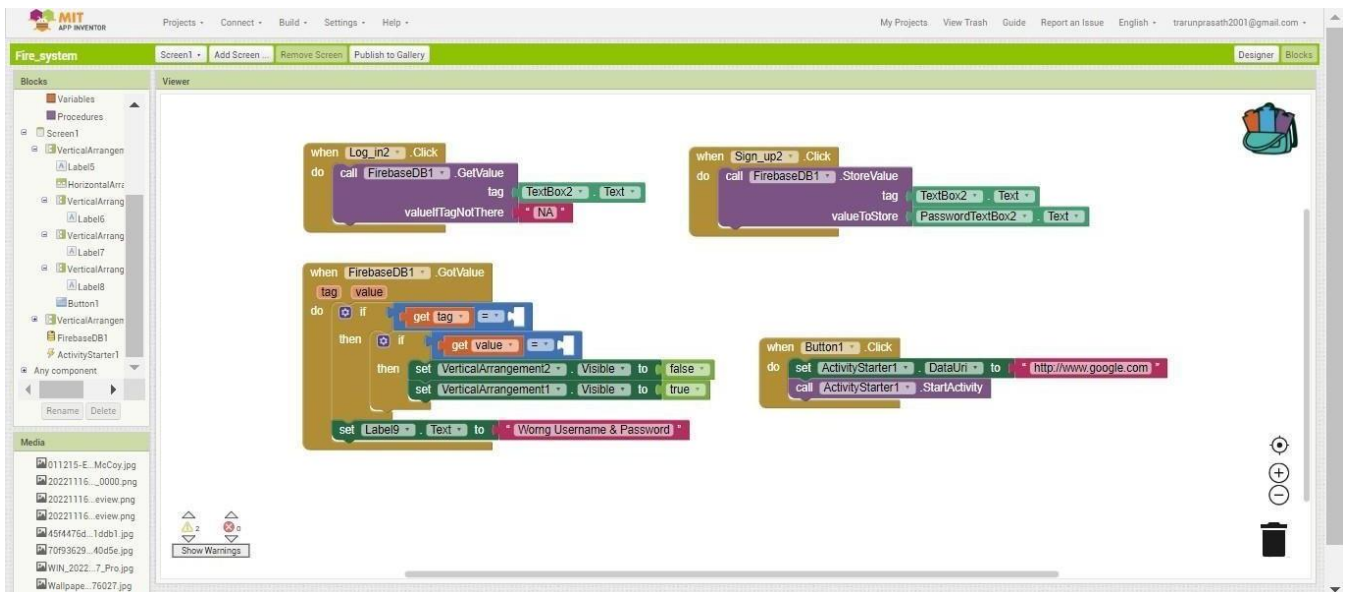 MIT
APP INVENTOR
Projects Connect Build Settings Help
My Projects View Trash Guide Report an Issue English trarunprasath2001@gmail.com
Fire_system
Screen1 Add Screen ... Remove Screen Publish to Gallery
Designer Blocks
Blocks
Variables
Procedures
Screen1
VerticalArrangen
Label5
HorizontalArra
VerticalArrang
Label6
VerticalArrang
Label7
VerticalArrang
Label8
Button1
VerticalArrangen
FirebaseDB1
ActivityStarter1
Any component
Rename Delete
Media
011215-E...McCoy.jpg
20221116..._0000.png
20221116...eview.png
20221116...eview.png
45f4476d...1ddb1.jpg
70f93629...40d5e.jpg
WIN_2022...7_Pro.jpg
Wallpape...76027.jpg
Viewer
when Log_in2 .Click
do call FirebaseDB1 .GetValue
tag TextBox2 . Text
valueIfTagNotThere " NA "
when Sign_up2 .Click
do call FirebaseDB1 .StoreValue
tag TextBox2 . Text
valueToStore PasswordTextBox2 . Text
when FirebaseDB1 .GotValue
tag value
do if get tag =
then if get value =
then set VerticalArrangement2 . Visible to false
set VerticalArrangement1 . Visible to true
set Label9 . Text to " Worng Username & Password "
when Button1 .Click
do set ActivityStarter1 . DataUri to " http://www.google.com "
call ActivityStarter1 .StartActivity
2 0
Show Warnings